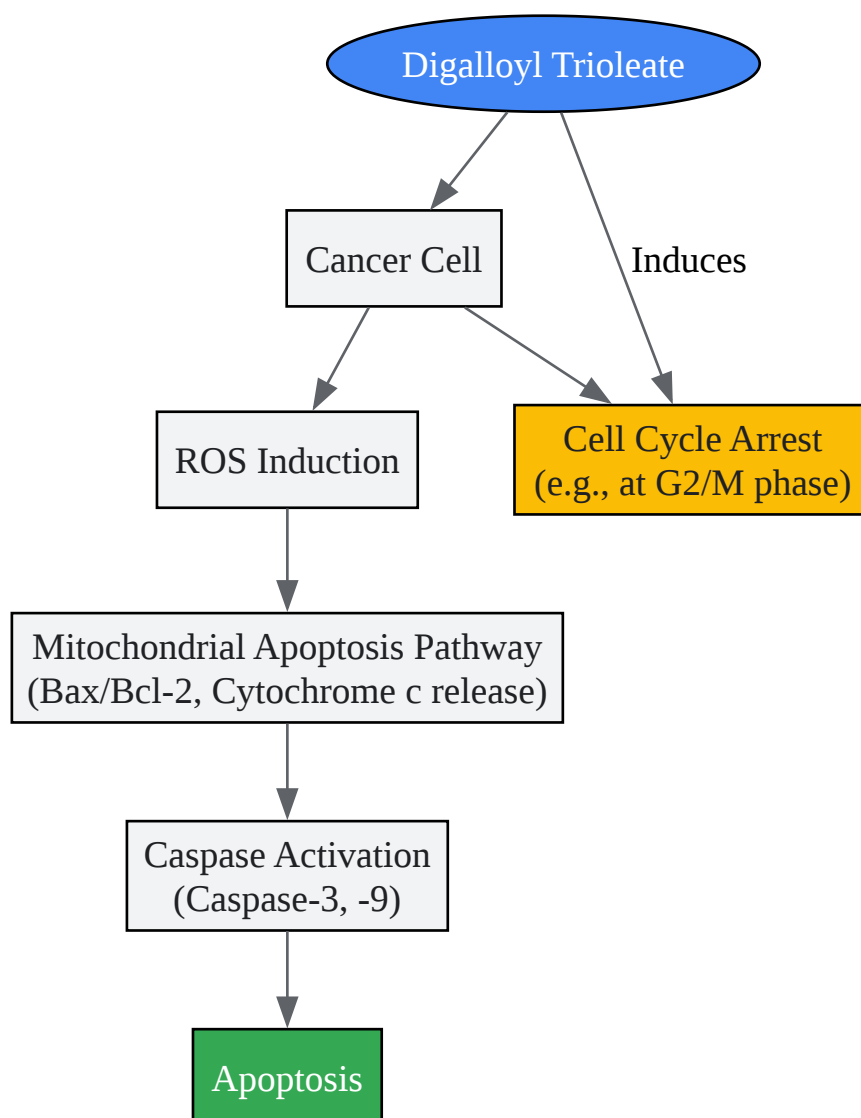 Digalloyl Trioleate
Cancer Cell
Induces
ROS Induction
Cell Cycle Arrest
(e.g., at G2/M phase)
Mitochondrial Apoptosis Pathway
(Bax/Bcl-2, Cytochrome c release)
Caspase Activation
(Caspase-3, -9)
Apoptosis